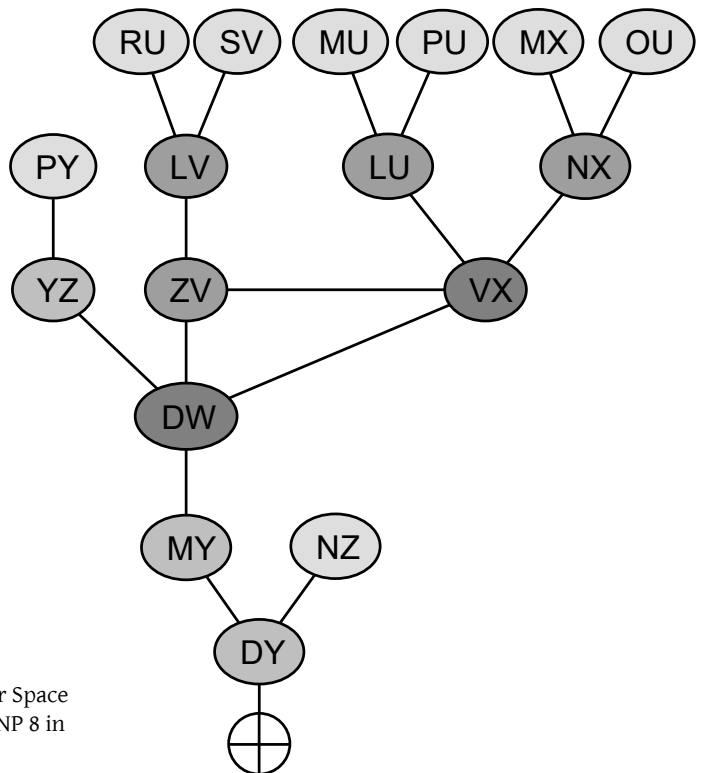 RU SV MU PU MX OU
PY LV LU NX
YZ ZV VX
DW
MY NZ
DY
r Space
NP 8 in